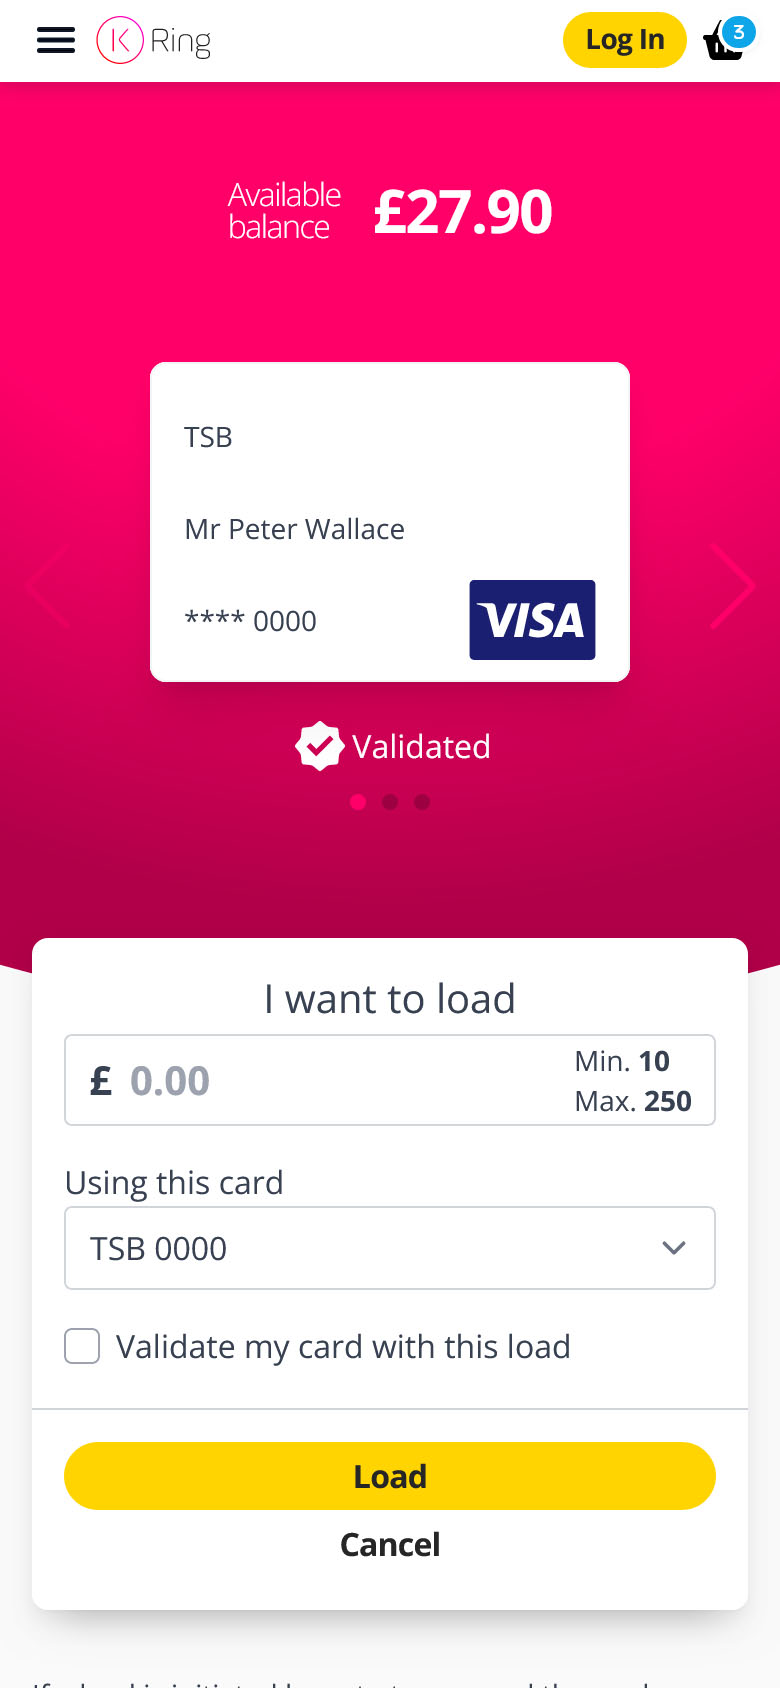 K Ring
Log In
3
Available
balance
£27.90
TSB
Mr Peter Wallace
**** 0000
VISA
Validated
I want to load
£ 0.00
Min. 10
Max. 250
Using this card
TSB 0000
Validate my card with this load
Load
Cancel